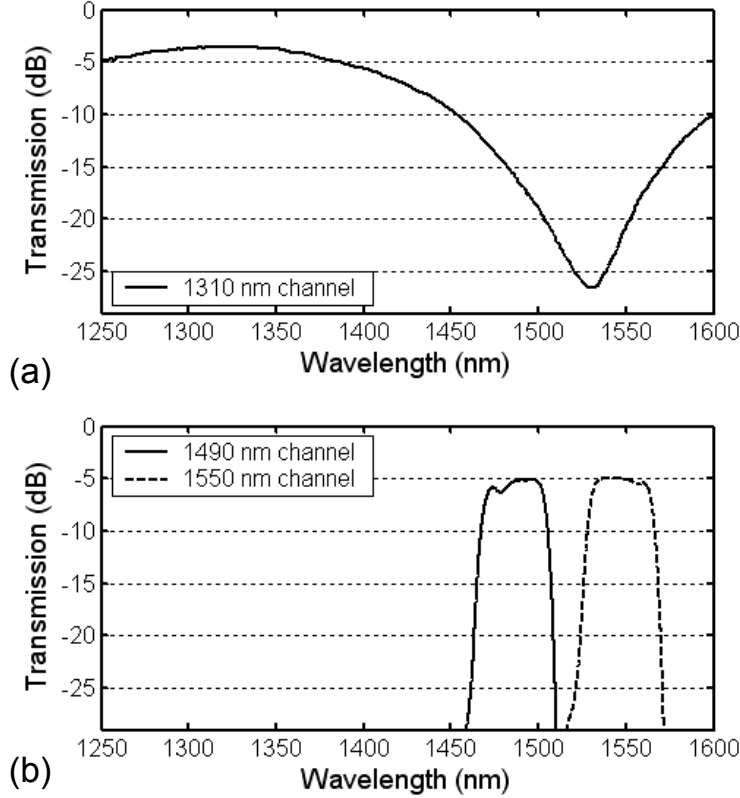 0
-5
-10
-15
-20
-25
Transmission (dB)
1310 nm channel
1250 1300 1350 1400 1450 1500 1550 1600
Wavelength (nm)
(a)
0
-5
-10
-15
-20
-25
Transmission (dB)
1490 nm channel
1550 nm channel
1250 1300 1350 1400 1450 1500 1550 1600
Wavelength (nm)
(b)